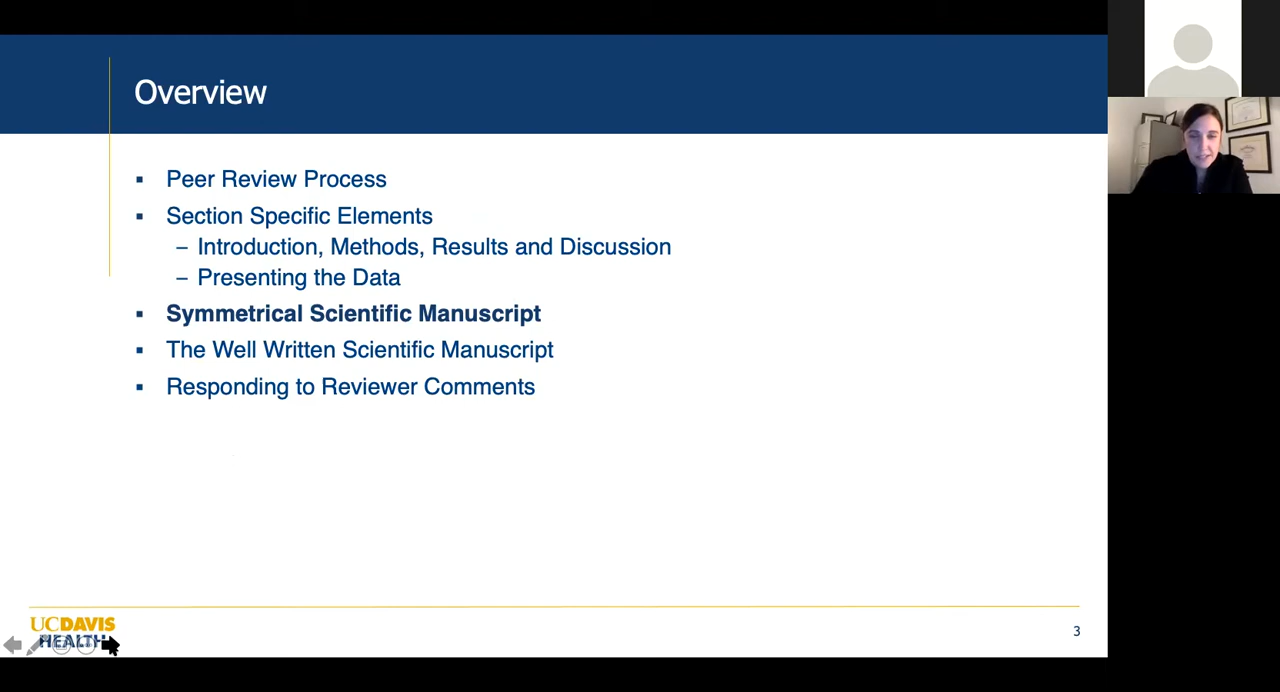 Overview
▪ Peer Review Process
▪ Section Specific Elements
– Introduction, Methods, Results and Discussion
– Presenting the Data
▪ Symmetrical Scientific Manuscript
▪ The Well Written Scientific Manuscript
▪ Responding to Reviewer Comments
UCDAVIS
HEALTH
3